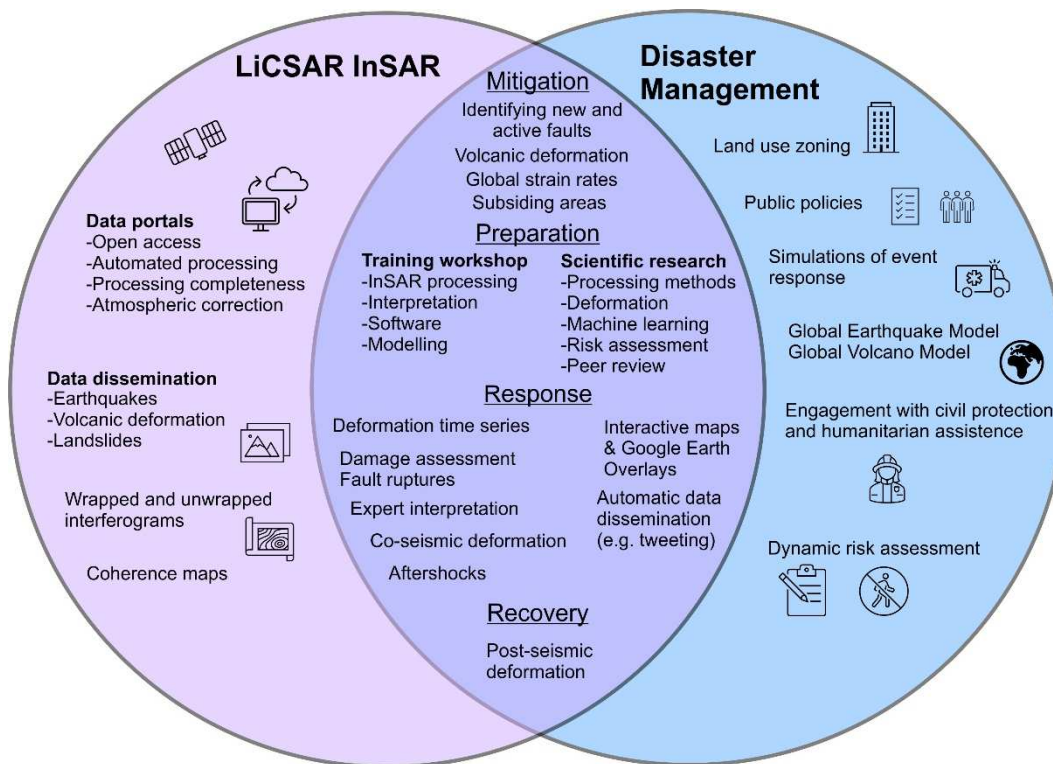 LiCSAR InSAR
Data portals
-Open access
-Automated processing
-Processing completeness
-Atmospheric correction
Data dissemination
-Earthquakes
-Volcanic deformation
-Landslides
Wrapped and unwrapped
interferograms
Coherence maps
Mitigation
Identifying new and
active faults
Volcanic deformation
Global strain rates
Subsiding areas
Preparation
Training workshop
-InSAR processing
-Interpretation
-Software
-Modelling
Scientific research
-Processing methods
-Deformation
-Machine learning
-Risk assessment
-Peer review
Response
Deformation time series
Damage assessment
Fault ruptures
Expert interpretation
Co-seismic deformation
Aftershocks
Interactive maps
& Google Earth
Overlays
Automatic data
dissemination
(e.g. tweeting)
Recovery
Post-seismic
deformation
Disaster
Management
Land use zoning
Public policies
Simulations of event
response
Global Earthquake Model
Global Volcano Model
Engagement with civil protection
and humanitarian assistence
Dynamic risk assessment